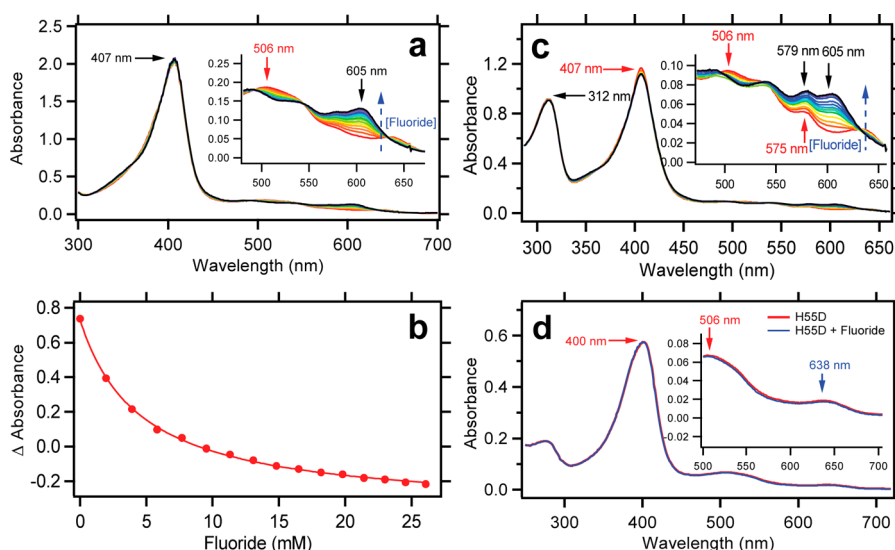 a
407 nm
506 nm
605 nm
[Fluoride]
0.25
0.20
0.15
0.10
0.05
0.00
500
550
600
650
2.5
2.0
1.5
1.0
0.5
0.0
Absorbance
300
400
500
600
700
Wavelength (nm)
c
506 nm
579 nm
605 nm
407 nm
312 nm
575 nm
[Fluoride]
0.10
0.08
0.06
0.04
0.02
0.00
500
550
600
650
1.2
0.8
0.4
0.0
Absorbance
300
350
400
450
500
550
600
650
Wavelength (nm)
b
0.8
0.6
0.4
0.2
0.0
-0.2
Δ Absorbance
0
5
10
15
20
25
Fluoride (mM)
d
506 nm
H55D
H55D + Fluoride
400 nm
638 nm
0.08
0.06
0.04
0.02
0.00
-0.02
500
550
600
650
700
0.6
0.4
0.2
0.0
Absorbance
300
400
500
600
700
Wavelength (nm)